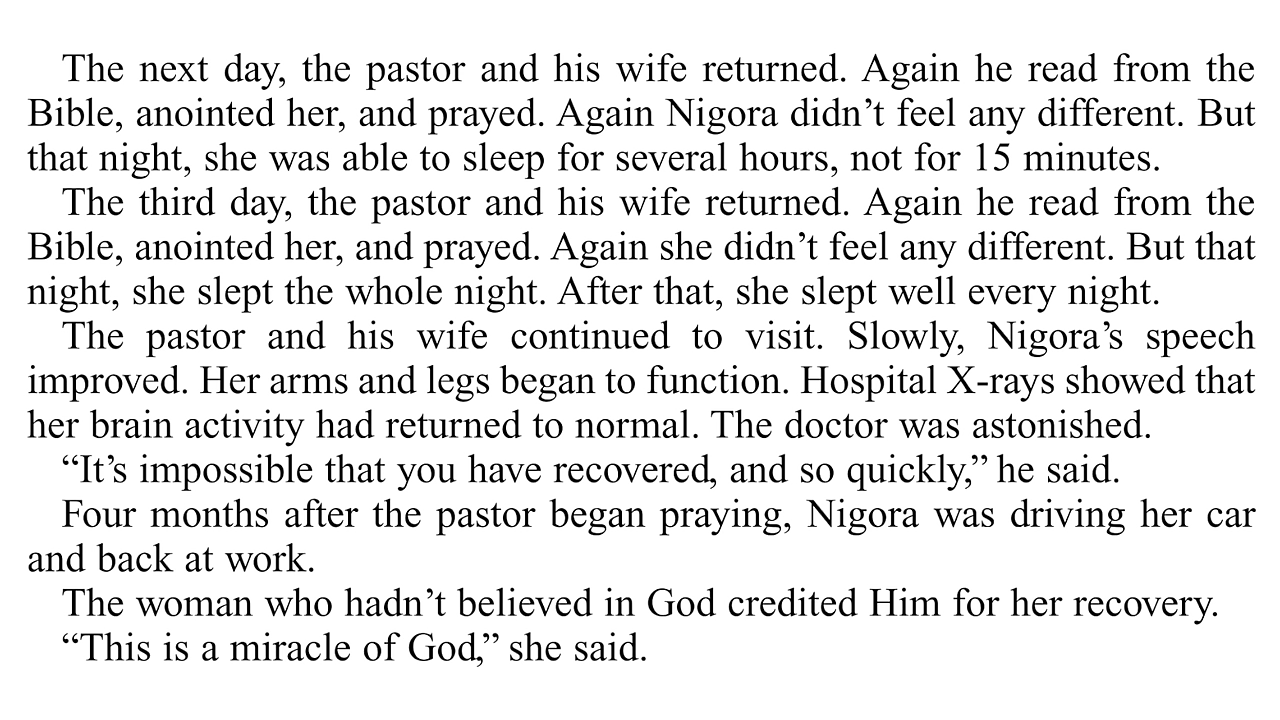 The next day, the pastor and his wife returned. Again he read from the
Bible, anointed her, and prayed. Again Nigora didn’t feel any different. But
that night, she was able to sleep for several hours, not for 15 minutes.
The third day, the pastor and his wife returned. Again he read from the
Bible, anointed her, and prayed. Again she didn’t feel any different. But that
night, she slept the whole night. After that, she slept well every night.
The pastor and his wife continued to visit. Slowly, Nigora’s speech
improved. Her arms and legs began to function. Hospital X-rays showed that
her brain activity had returned to normal. The doctor was astonished.
“It’s impossible that you have recovered, and so quickly,” he said.
Four months after the pastor began praying, Nigora was driving her car
and back at work.
The woman who hadn’t believed in God credited Him for her recovery.
“This is a miracle of God,” she said.